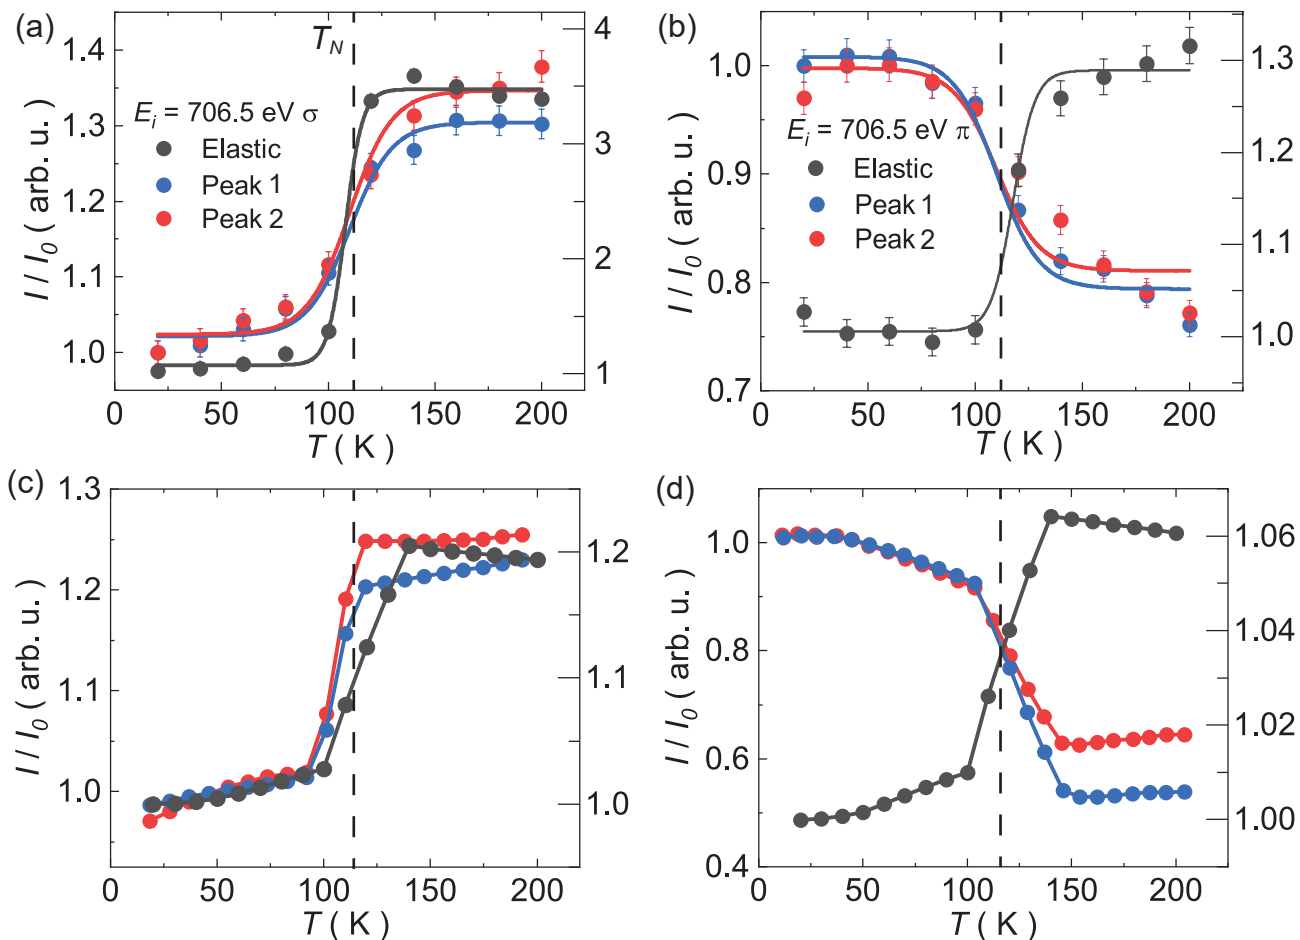 (a)
T_N
E_i = 706.5 eV σ
Elastic
Peak 1
Peak 2
I / I_0 ( arb. u.)
1.4
1.3
1.2
1.1
1.0
4
3
2
1
0 50 100 150 200
T ( K )
(b)
E_i = 706.5 eV π
Elastic
Peak 1
Peak 2
I / I_0 ( arb. u.)
1.0
0.9
0.8
0.7
1.3
1.2
1.1
1.0
0 50 100 150 200
T ( K )
(c)
I / I_0 ( arb. u.)
1.3
1.2
1.1
1.0
1.2
1.0
0 50 100 150 200
T ( K )
(d)
I / I_0 ( arb. u.)
1.0
0.8
0.6
0.4
1.06
1.04
1.02
1.00
0 50 100 150 200
T ( K )